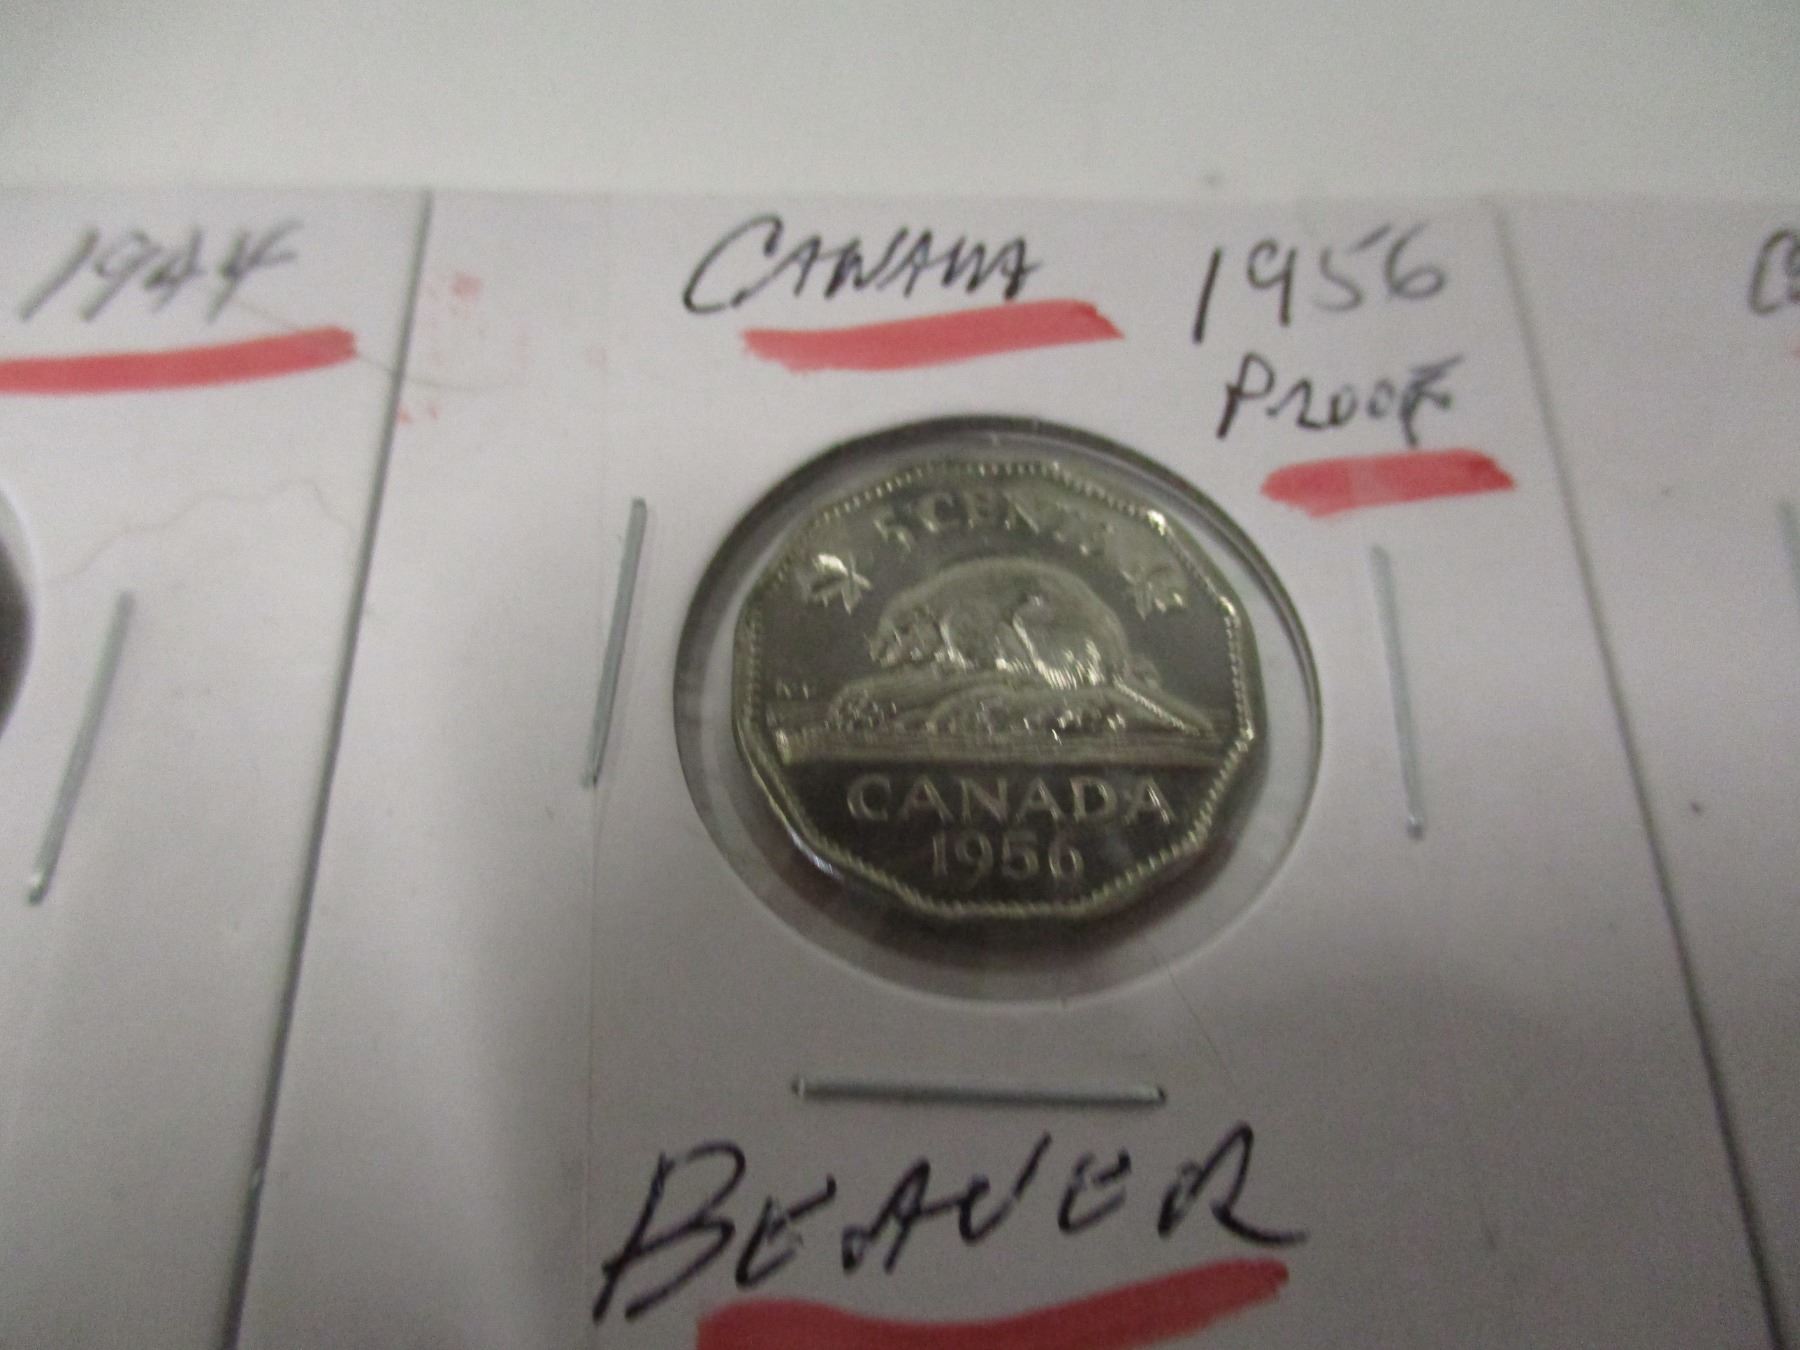 1944
CANADA 1956
PROOF
5 CENTS
CANADA
1956
BEAVER